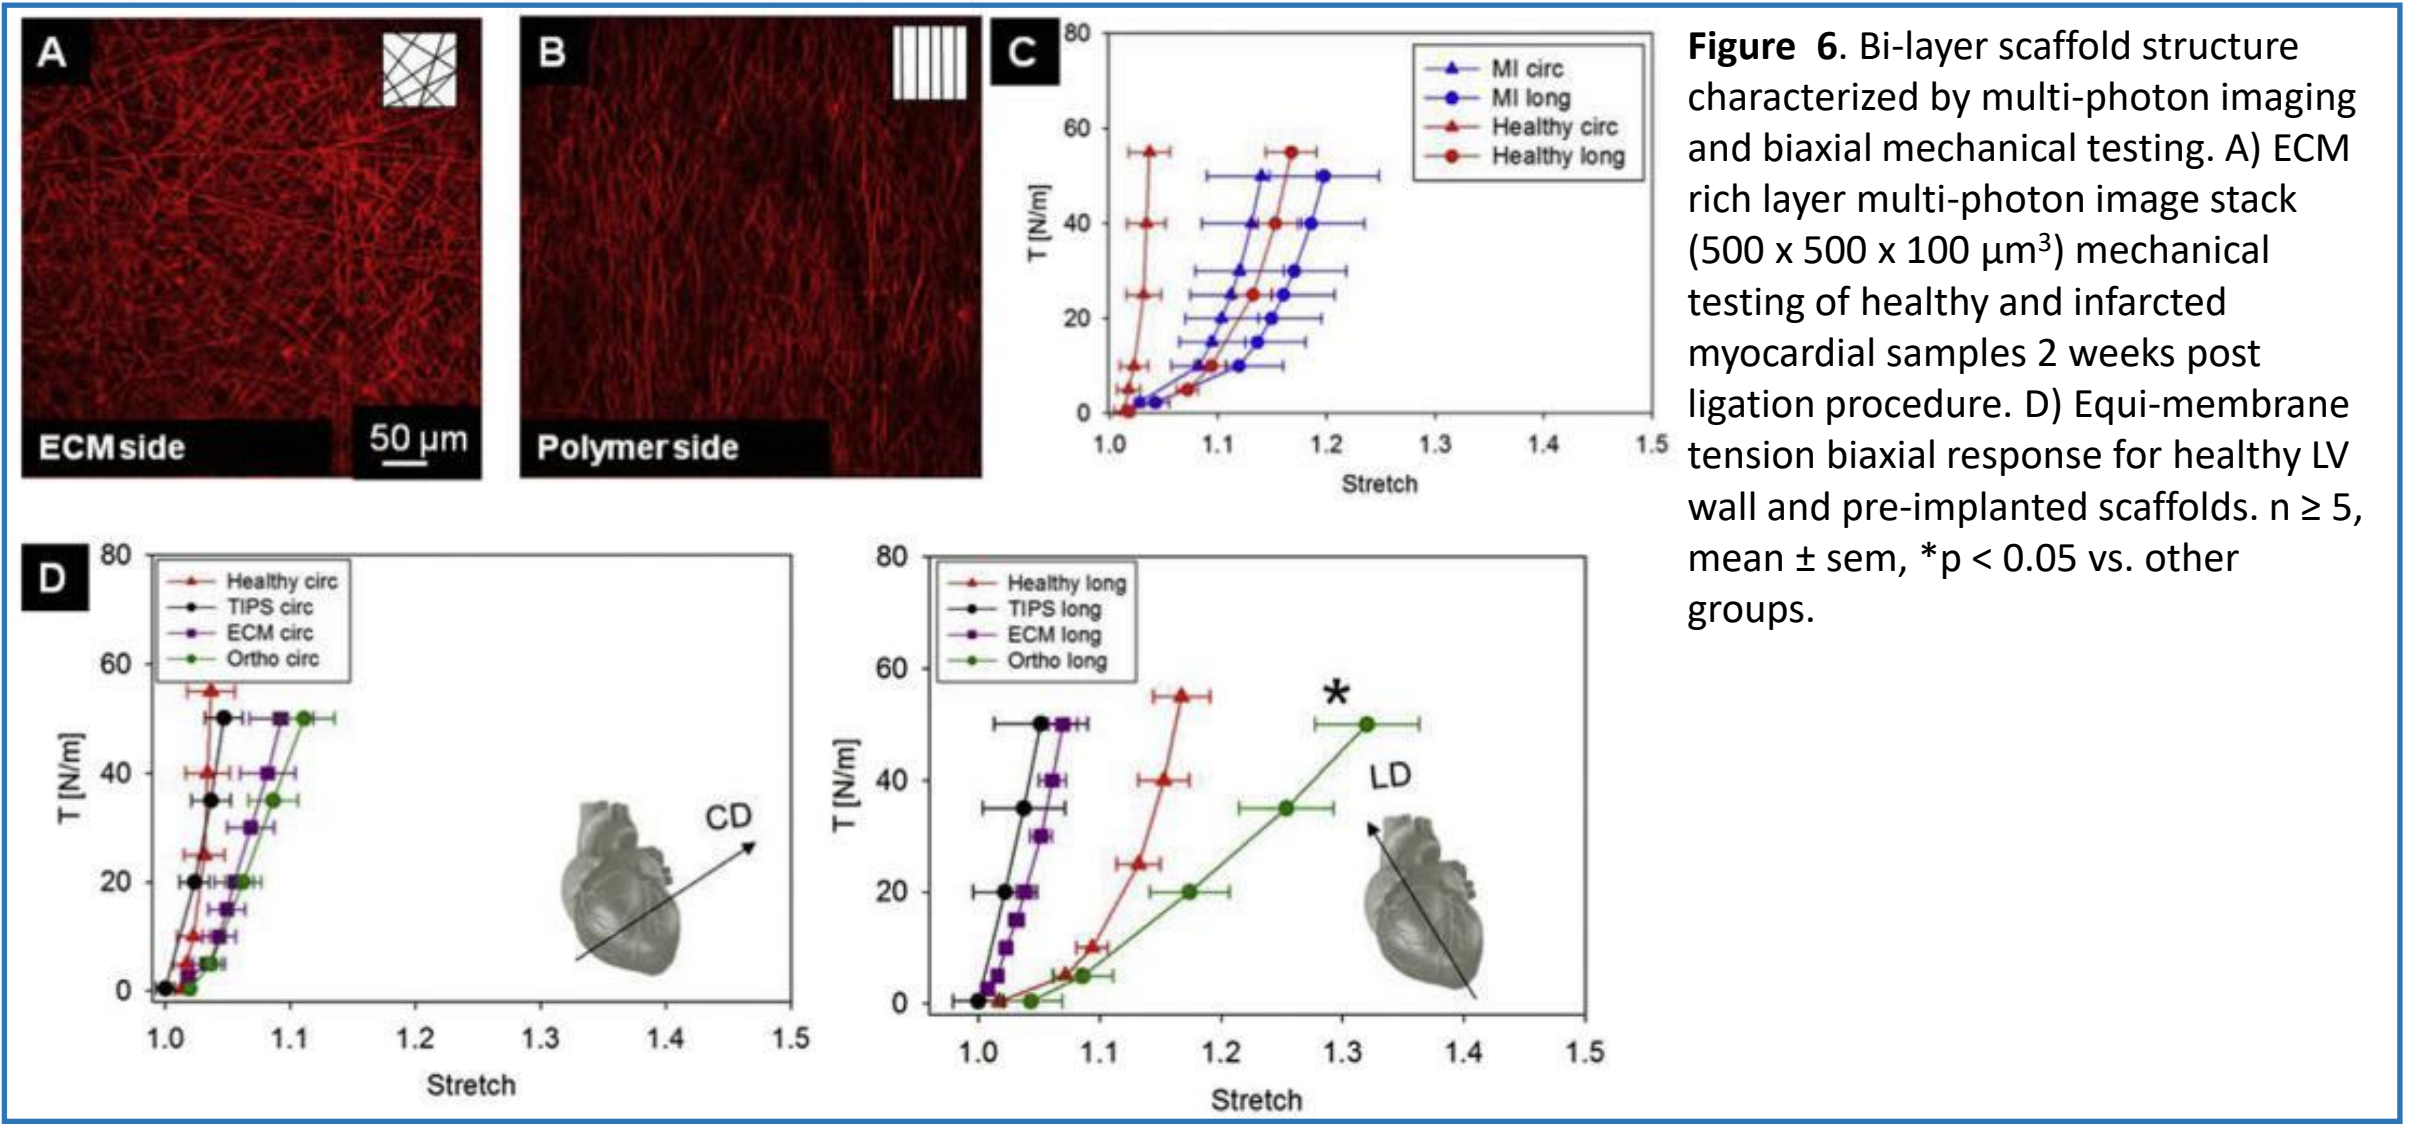 A
ECM side
50 µm
B
Polymer side
C
80
60
40
20
0
T [N/m]
1.0 1.1 1.2 1.3 1.4 1.5
Stretch
MI circ
MI long
Healthy circ
Healthy long
Figure 6. Bi-layer scaffold structure
characterized by multi-photon imaging
and biaxial mechanical testing. A) ECM
rich layer multi-photon image stack
(500 x 500 x 100 µm³) mechanical
testing of healthy and infarcted
myocardial samples 2 weeks post
ligation procedure. D) Equi-membrane
tension biaxial response for healthy LV
wall and pre-implanted scaffolds. n ≥ 5,
mean ± sem, *p < 0.05 vs. other
groups.
D
80
60
40
20
0
T [N/m]
Healthy circ
TIPS circ
ECM circ
Ortho circ
CD
1.0 1.1 1.2 1.3 1.4 1.5
Stretch
80
60
40
20
0
T [N/m]
Healthy long
TIPS long
ECM long
Ortho long
*
LD
1.0 1.1 1.2 1.3 1.4 1.5
Stretch